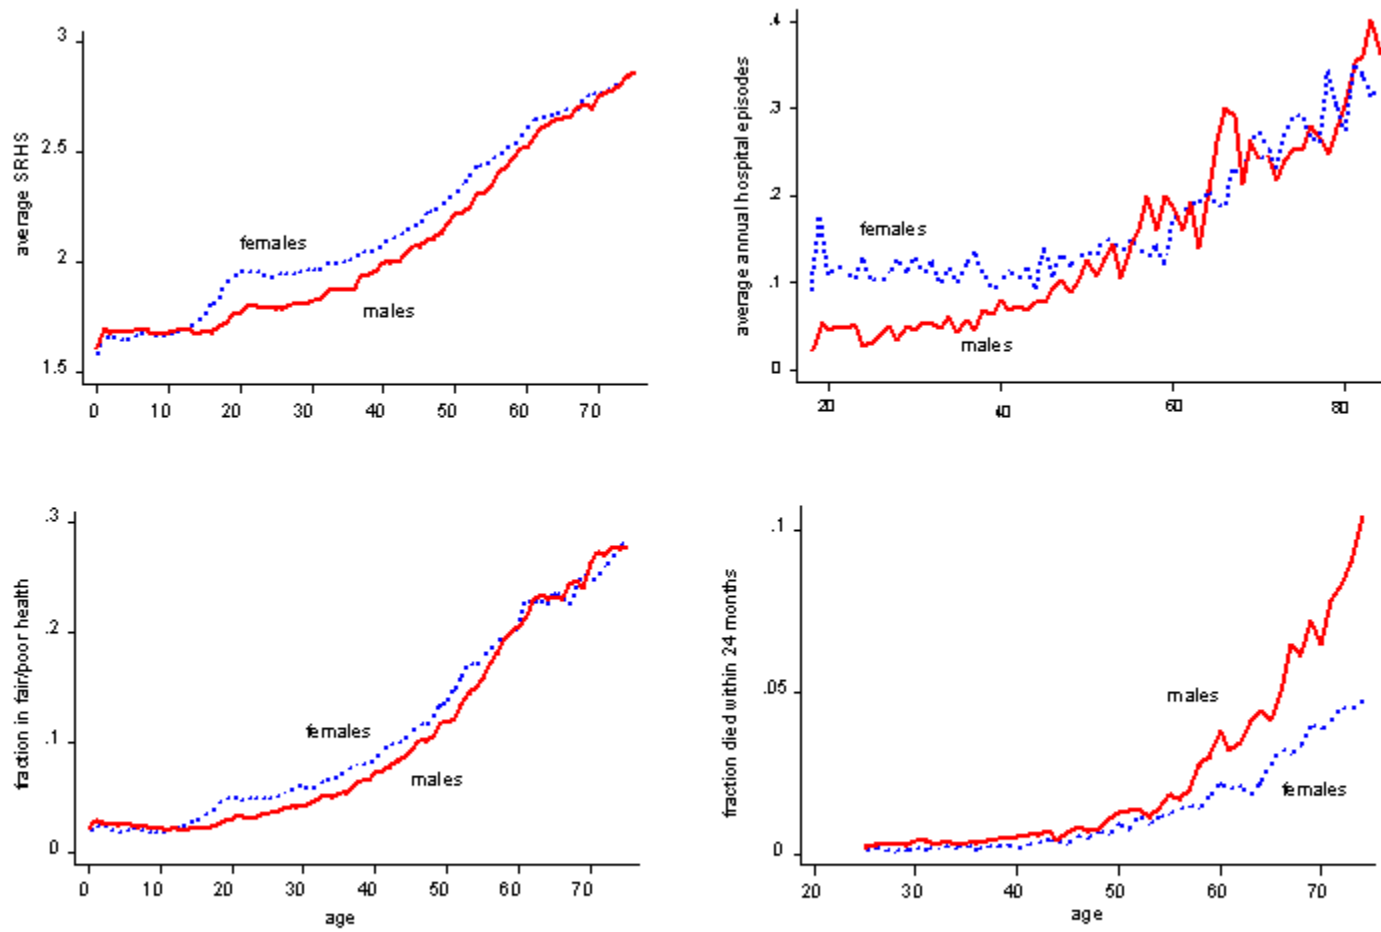 average SRHS
3
2.5
2
1.5
females
males
0 10 20 30 40 50 60 70
average annual hospital episodes
.4
.3
.2
.1
0
females
males
20 40 60 80
fraction in fair/poor health
.3
.2
.1
0
females
males
0 10 20 30 40 50 60 70
age
fraction died within 24 months
.1
.05
0
males
females
20 30 40 50 60 70
age